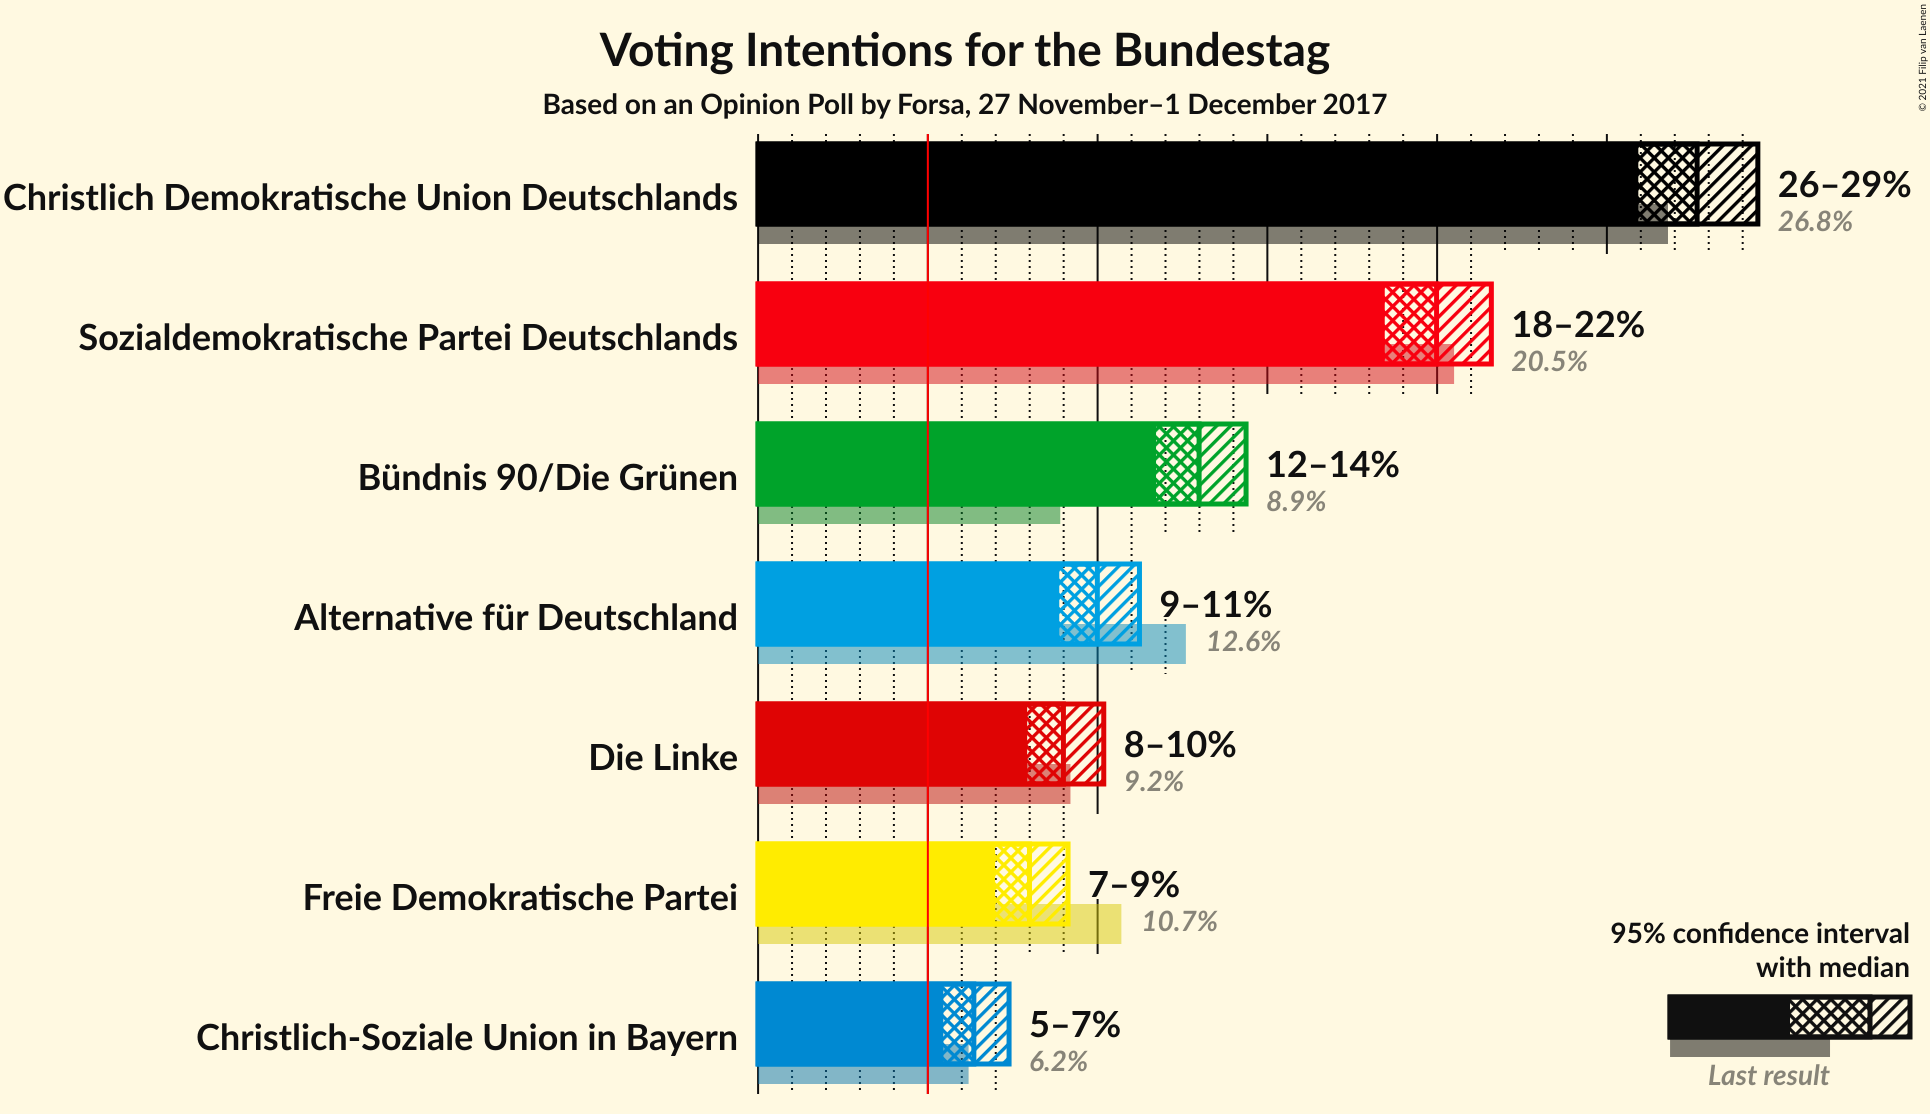 Voting Intentions for the Bundestag
Based on an Opinion Poll by Forsa, 27 November–1 December 2017
© 2021 Filip van Laenen
Christlich Demokratische Union Deutschlands
26–29%
26.8%
Sozialdemokratische Partei Deutschlands
18–22%
20.5%
Bündnis 90/Die Grünen
12–14%
8.9%
Alternative für Deutschland
9–11%
12.6%
Die Linke
8–10%
9.2%
Freie Demokratische Partei
7–9%
10.7%
Christlich-Soziale Union in Bayern
5–7%
6.2%
95% confidence interval
with median
Last result